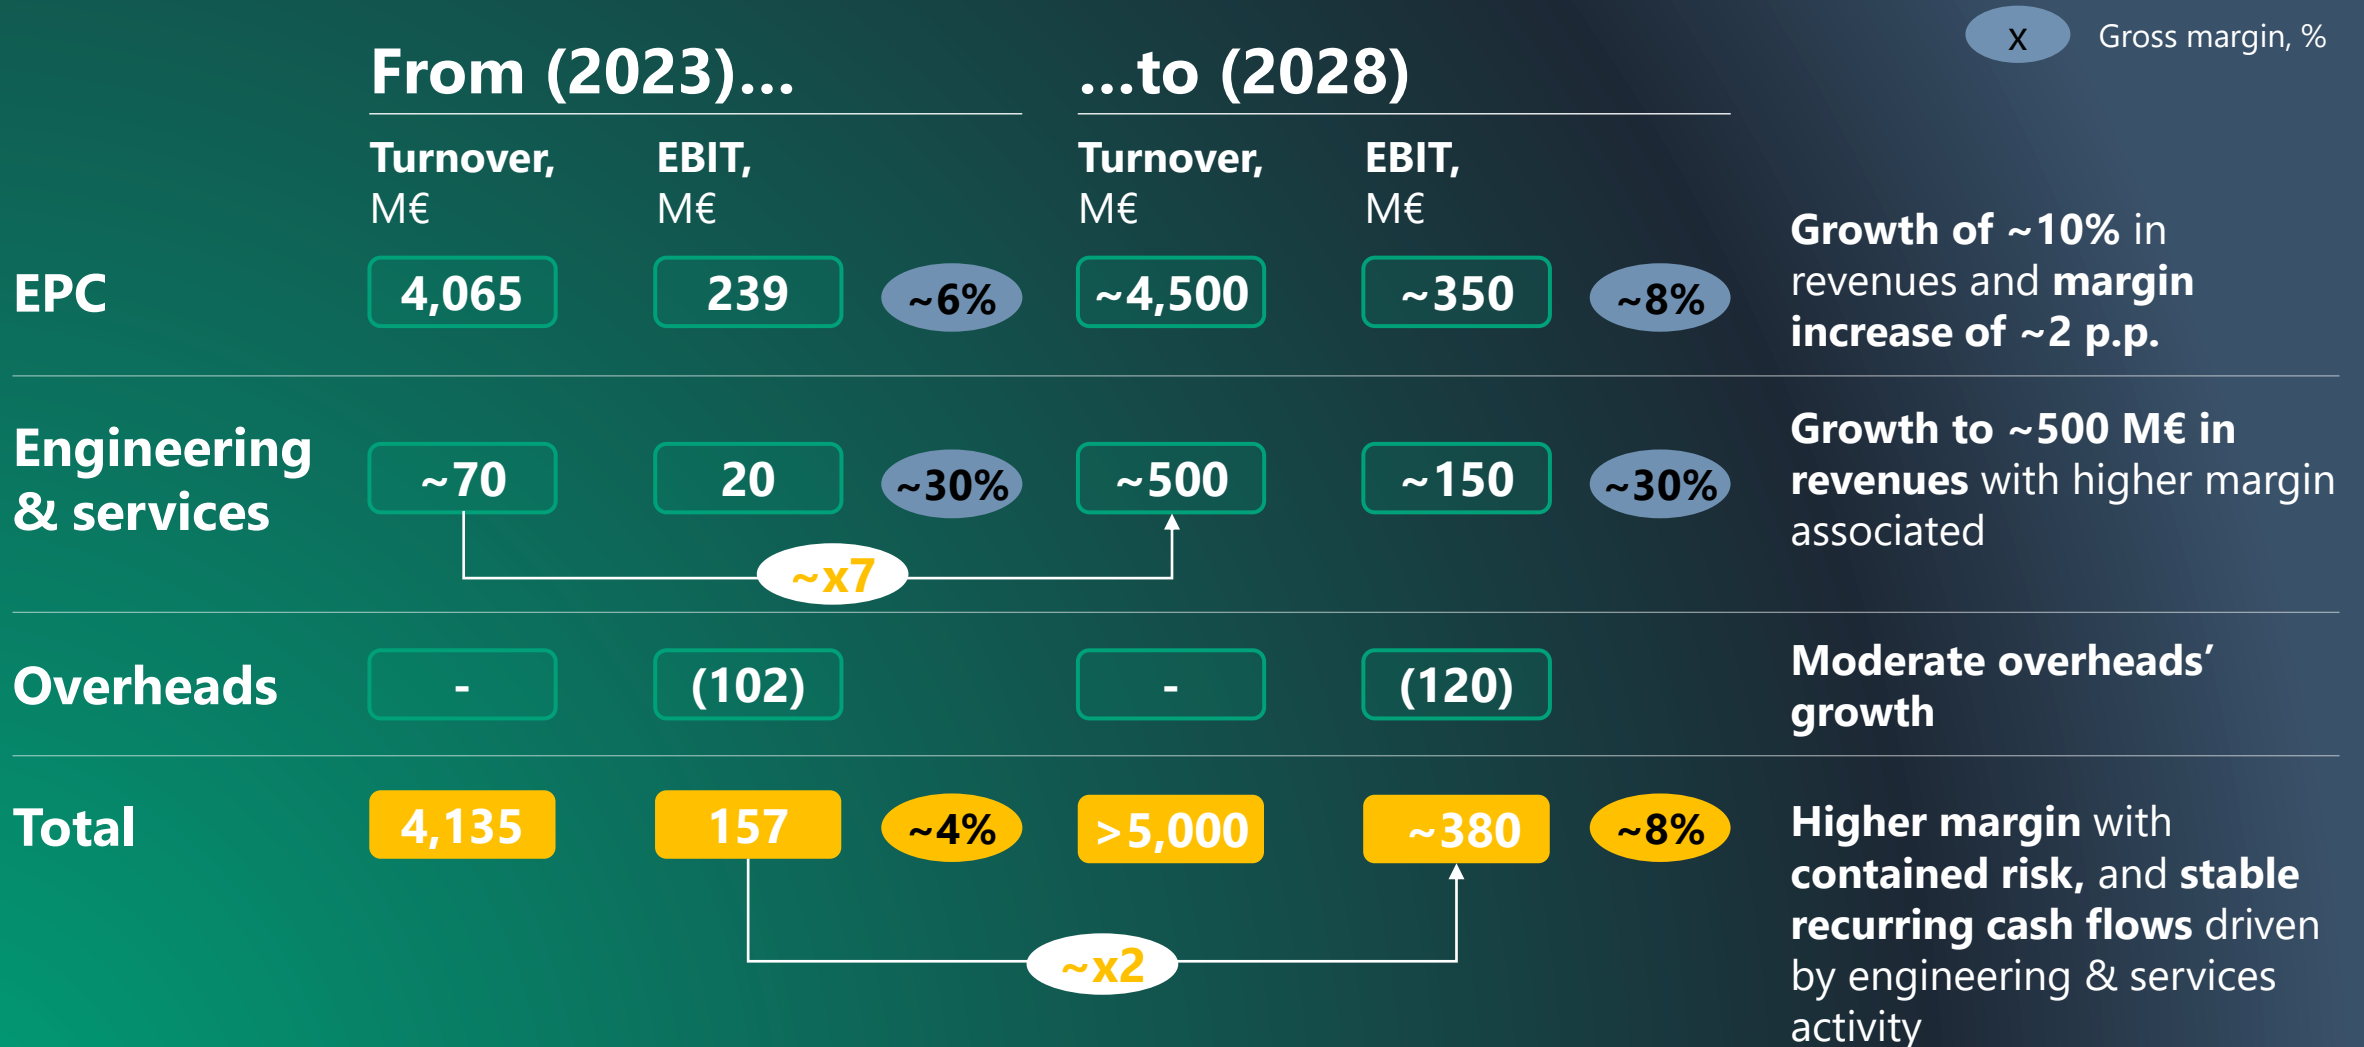 x Gross margin, %
From (2023)... ...to (2028)
Turnover, EBIT, Turnover, EBIT,
M€ M€ M€ M€
EPC 4,065 239 ~6% ~4,500 ~350 ~8%
Growth of ~10% in
revenues and margin
increase of ~2 p.p.
Engineering
& services
~70 20 ~30% ~500 ~150 ~30%
~x7
Growth to ~500 M€ in
revenues with higher margin
associated
Overheads - (102) - (120)
Moderate overheads’
growth
Total 4,135 157 ~4% >5,000 ~380 ~8%
~x2
Higher margin with
contained risk, and stable
recurring cash flows driven
by engineering & services
activity